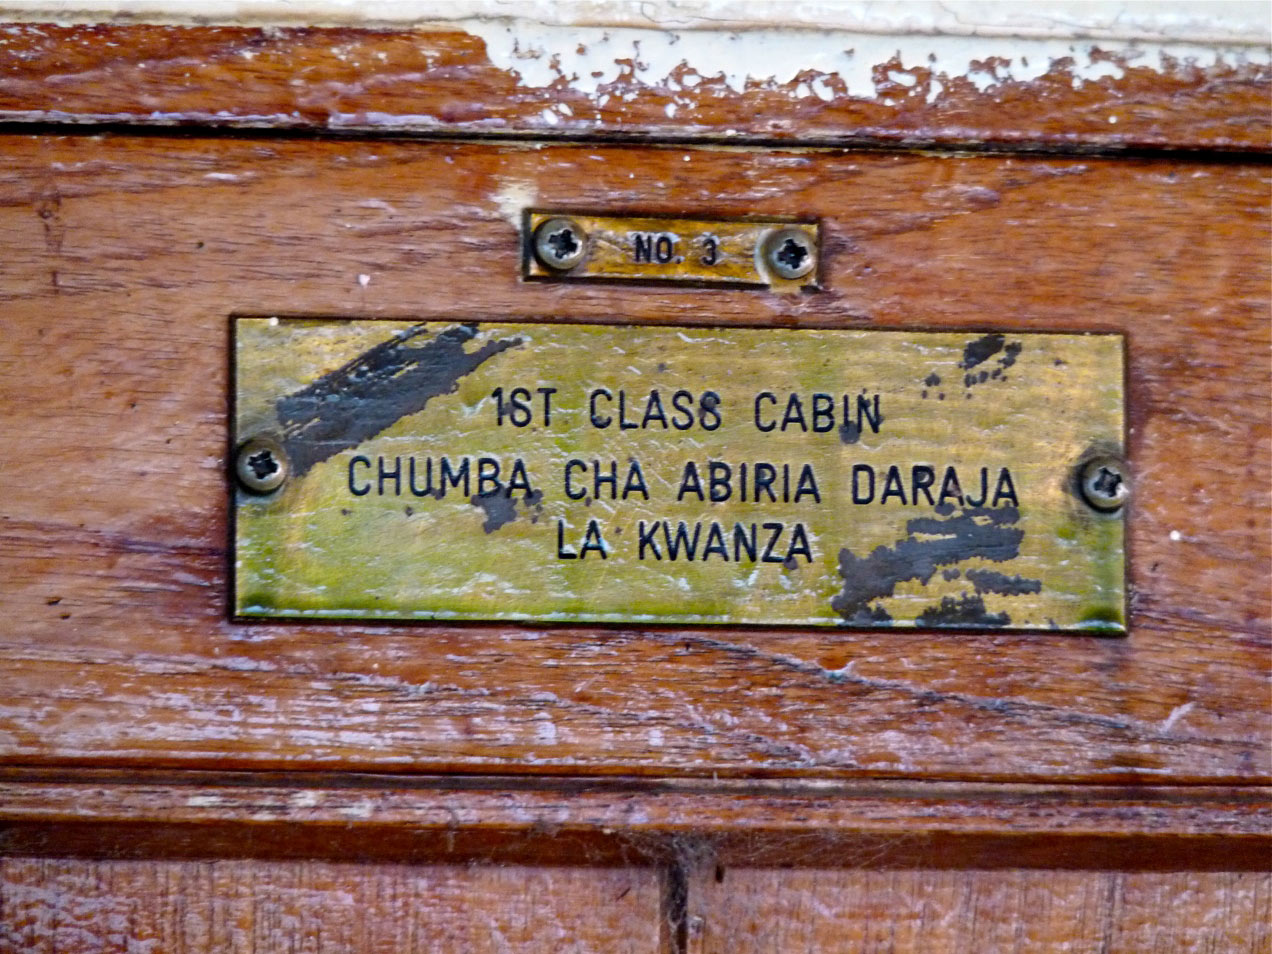 NO. 3
1ST CLASS CABIN
CHUMBA CHA ABIRIA DARAJA
LA KWANZA